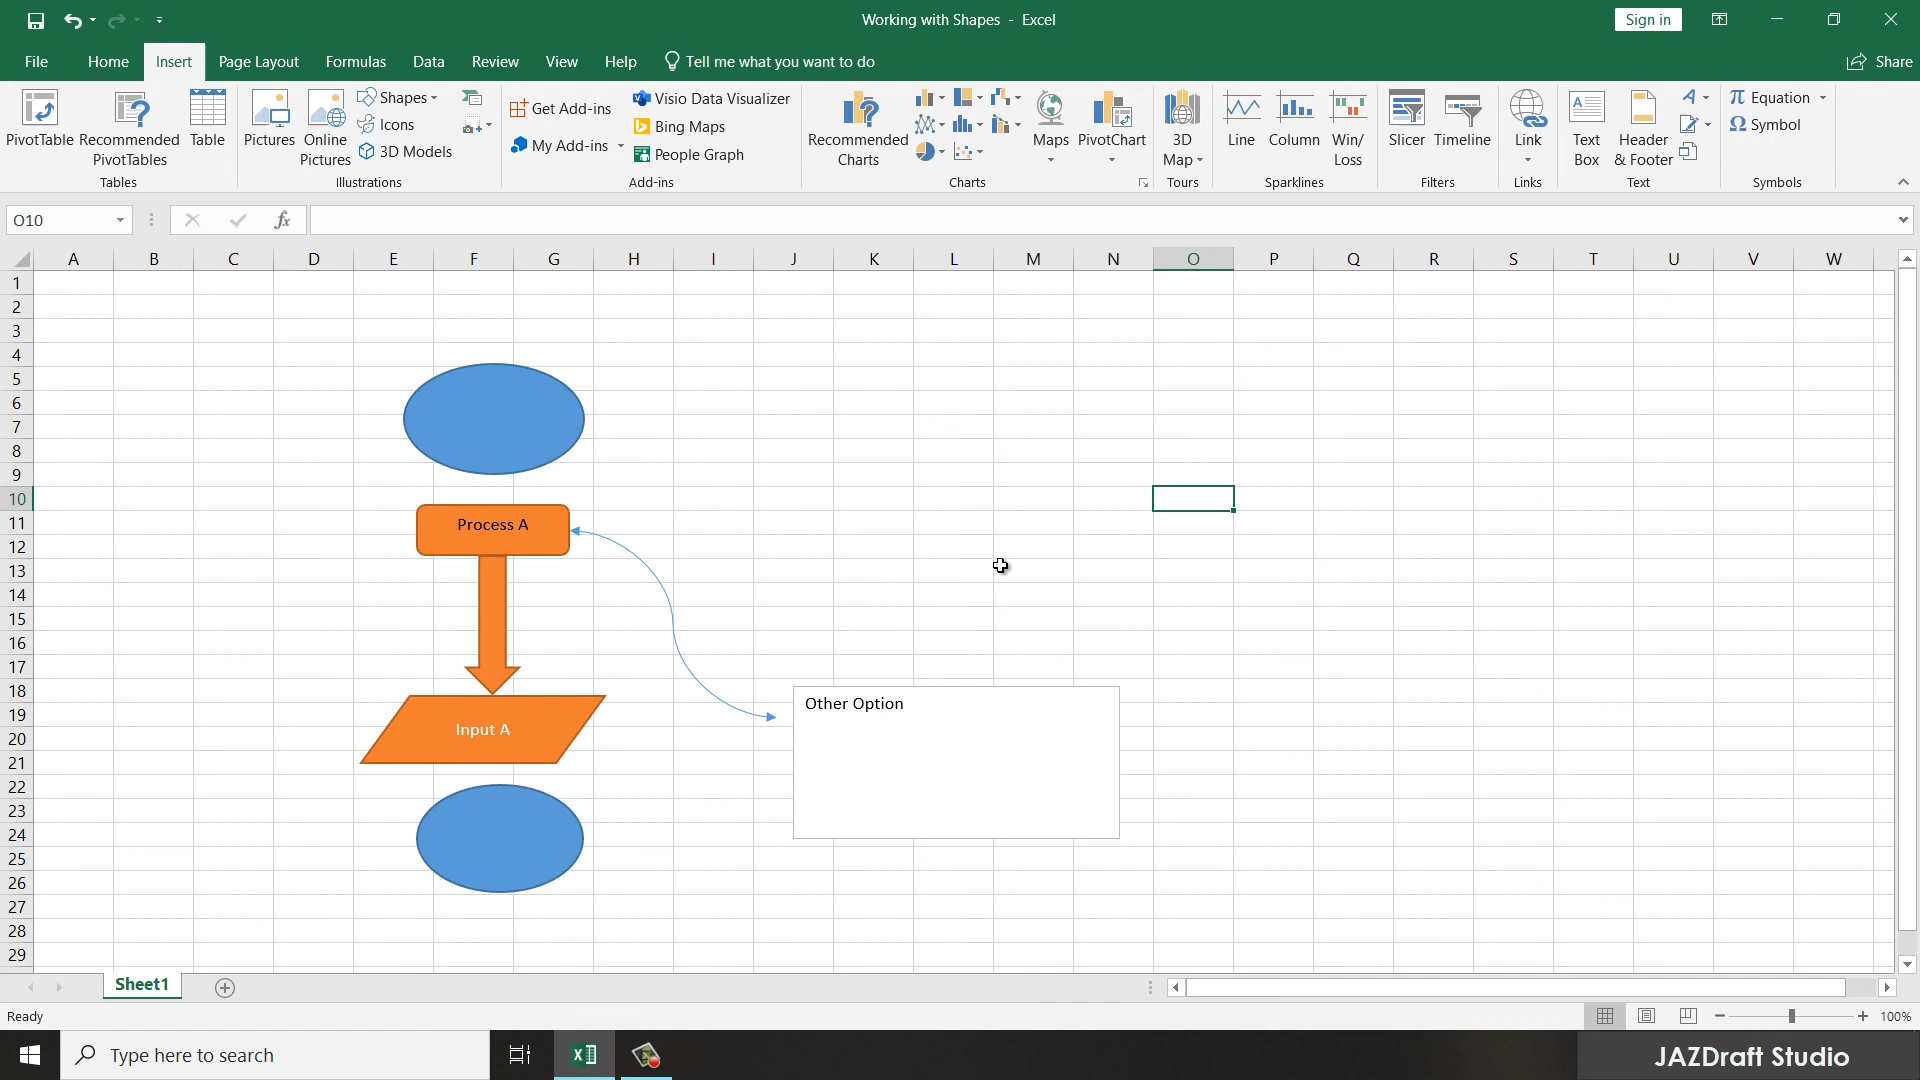 Working with Shapes - Excel
Sign in
File Home Insert Page Layout Formulas Data Review View Help Tell me what you want to do Share
PivotTable
Recommended PivotTables
Table
Tables
Pictures
Online Pictures
Shapes
Icons
3D Models
Illustrations
Get Add-ins
My Add-ins
Visio Data Visualizer
Bing Maps
People Graph
Add-ins
Recommended Charts
Maps
PivotChart
Charts
3D Map
Tours
Line
Column
Win/ Loss
Sparklines
Slicer
Timeline
Filters
Link
Links
Text Box
Header & Footer
Text
Equation
Symbol
Symbols
O10
fx
A B C D E F G H I J K L M N O P Q R S T U V W
1
2
3
4
5
6
7
8
9
10
11
12
13
14
15
16
17
18
19
20
21
22
23
24
25
26
27
28
29
Process A
Other Option
Input A
Sheet1
Ready
100%
Type here to search
JAZDraft Studio